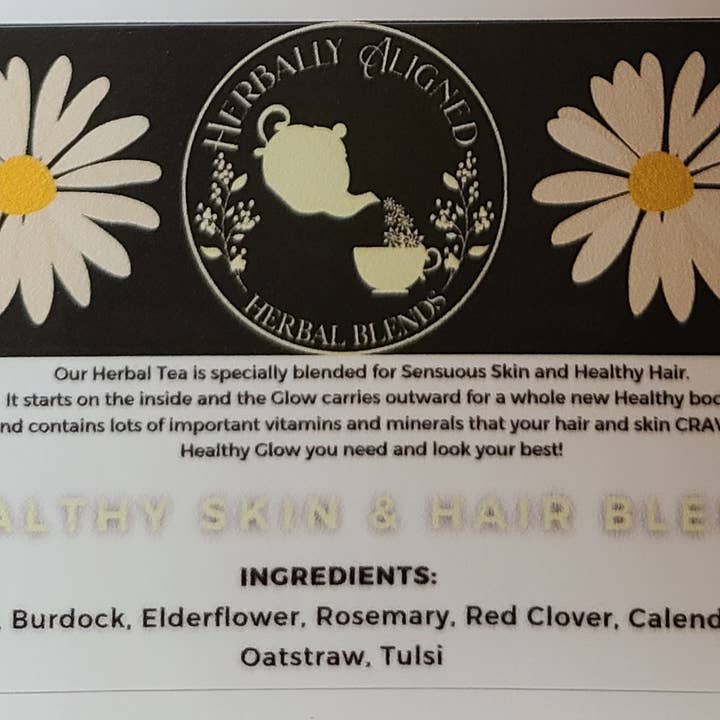 HERBALLY ALIGNED
HERBAL BLENDS
Our Herbal Tea is specially blended for Sensuous Skin and Healthy Hair.
It starts on the inside and the Glow carries outward for a whole new Healthy
contains lots of important vitamins and minerals that your hair and skin
Healthy Glow you need and look your best!
SKIN & HAIR
INGREDIENTS:
, Burdock, Elderflower, Rosemary, Red Clover,
Oatstraw, Tulsi